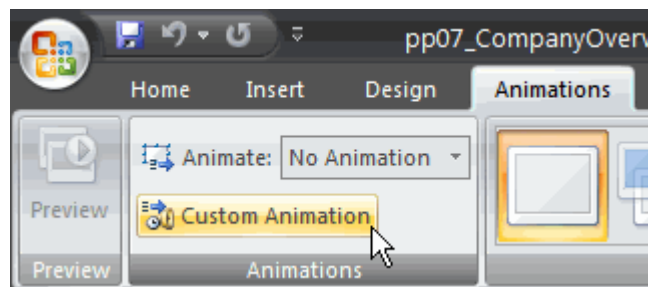 pp07_CompanyOverv
Home Insert Design Animations
Animate: No Animation
Preview
Custom Animation
Preview Animations